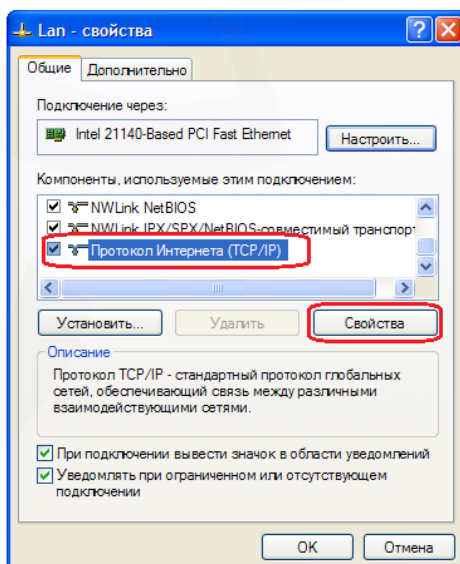 Lan - свойства
Общие
Дополнительно
Подключение через:
Intel 21140-Based PCI Fast Ethernet
Настроить...
Компоненты, используемые этим подключением:
NWLink NetBIOS
NWLink IPX/SPX/NetBIOS-совместимый транспорт
Протокол Интернета (TCP/IP)
Установить...
Удалить
Свойства
Описание
Протокол TCP/IP - стандартный протокол глобальных
сетей, обеспечивающий связь между различными
взаимодействующими сетями.
При подключении вывести значок в области уведомлений
Уведомлять при ограниченном или отсутствующем
подключении
OK
Отмена